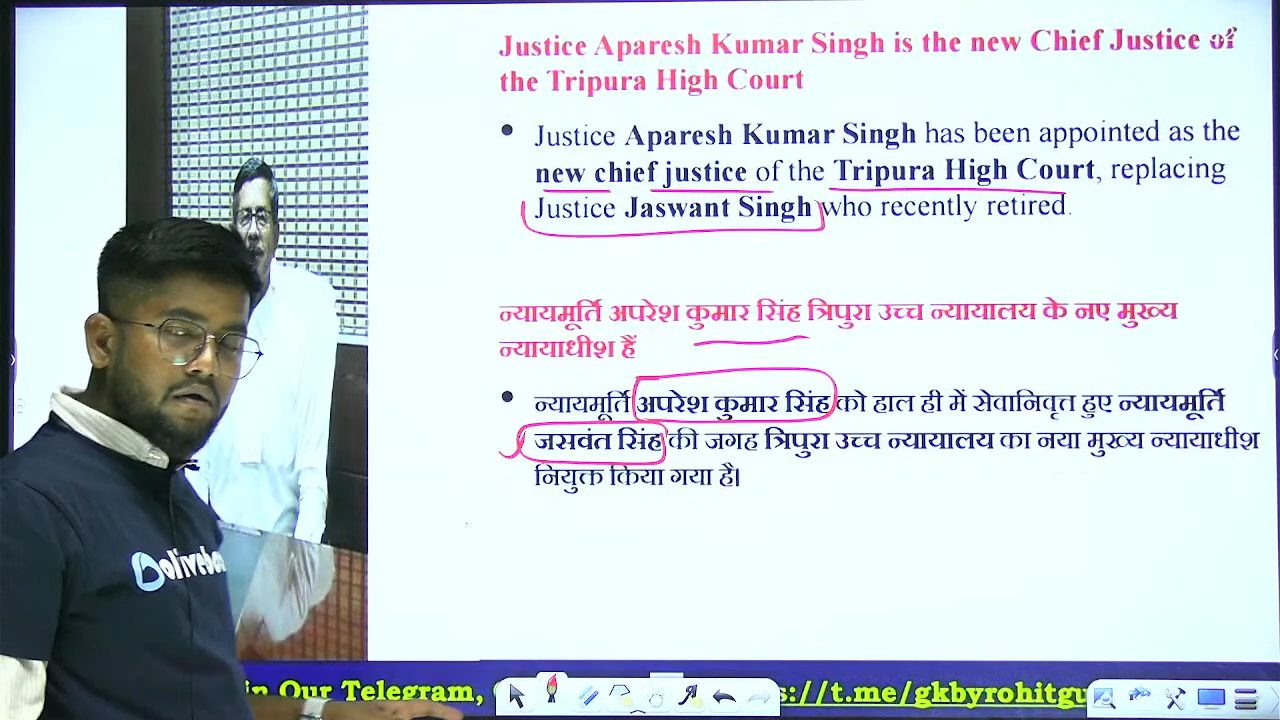 Justice Aparesh Kumar Singh is the new Chief Justice of
the Tripura High Court
• Justice Aparesh Kumar Singh has been appointed as the
new chief justice of the Tripura High Court, replacing
Justice Jaswant Singh who recently retired.
न्यायमूर्ति अपरेश कुमार सिंह त्रिपुरा उच्च न्यायालय के नए मुख्य
न्यायाधीश हैं
• न्यायमूर्ति अपरेश कुमार सिंह को हाल ही में सेवानिवृत्त हुए न्यायमूर्ति
जसवंत सिंह की जगह त्रिपुरा उच्च न्यायालय का नया मुख्य न्यायाधीश
नियुक्त किया गया है।
oliveboa
in Our Telegram, s://t.me/gkbyrohitgu